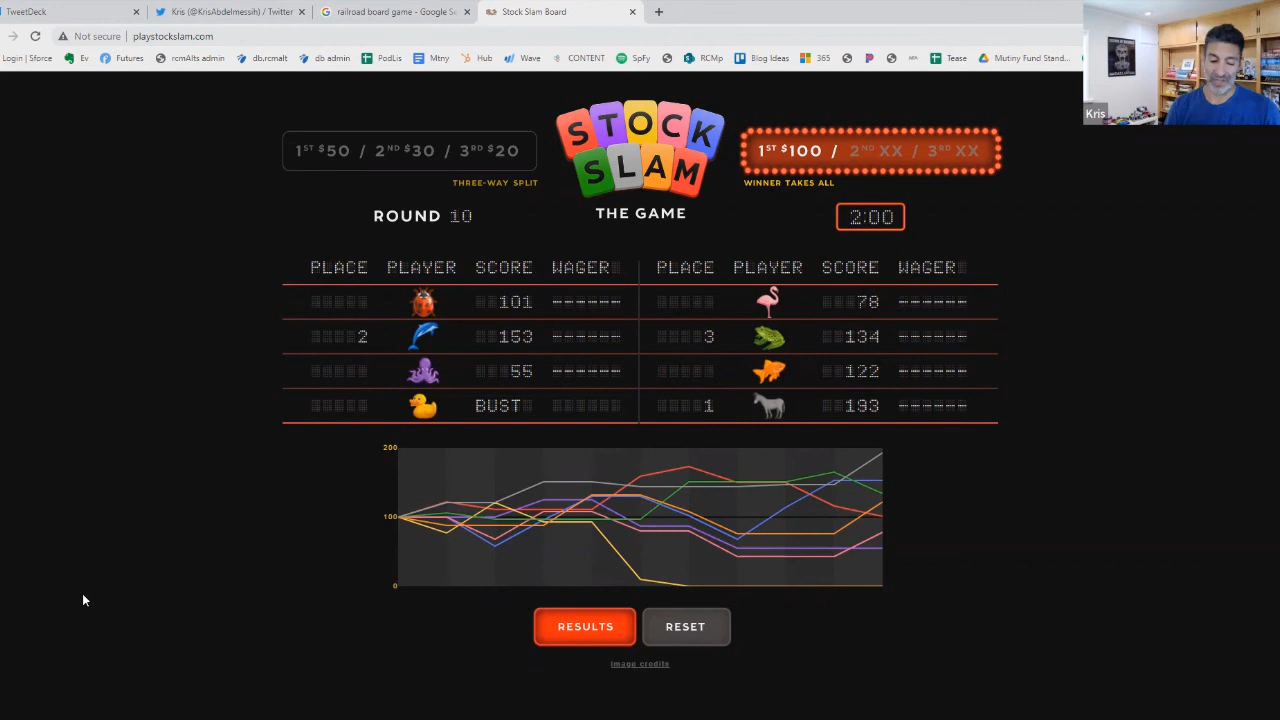 TweetDeck
Kris (@KrisAbdelmessih) / Twitter
railroad board game - Google Se
Stock Slam Board
Not secure | playstockslam.com
Login | Sforce Ev Futures rcmAlts admin db.rcmalt db admin PodLis Mtny Hub Wave CONTENT SpFy RCMp Blog Ideas 365 Tease Mutiny Fund Stand...
Kris
1ST $50 / 2ND $30 / 3RD $20
THREE-WAY SPLIT
STOCK
SLAM
THE GAME
1ST $100 / 2ND XX / 3RD XX
WINNER TAKES ALL
ROUND 10
2:00
PLACE PLAYER SCORE WAGER PLACE PLAYER SCORE WAGER
101 ------ 78 ------
2 153 ------ 3 134 ------
55 ------ 122 ------
BUST 1 193 ------
200
100
0
RESULTS RESET
Image credits